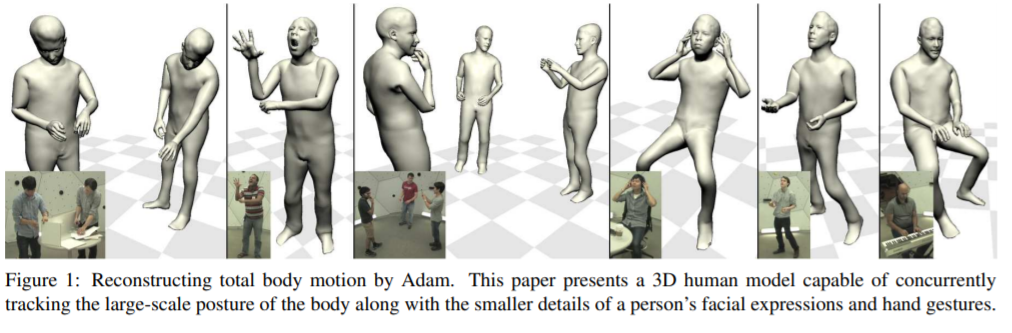 Figure 1: Reconstructing total body motion by Adam. This paper presents a 3D human model capable of concurrently
tracking the large-scale posture of the body along with the smaller details of a person's facial expressions and hand gestures.